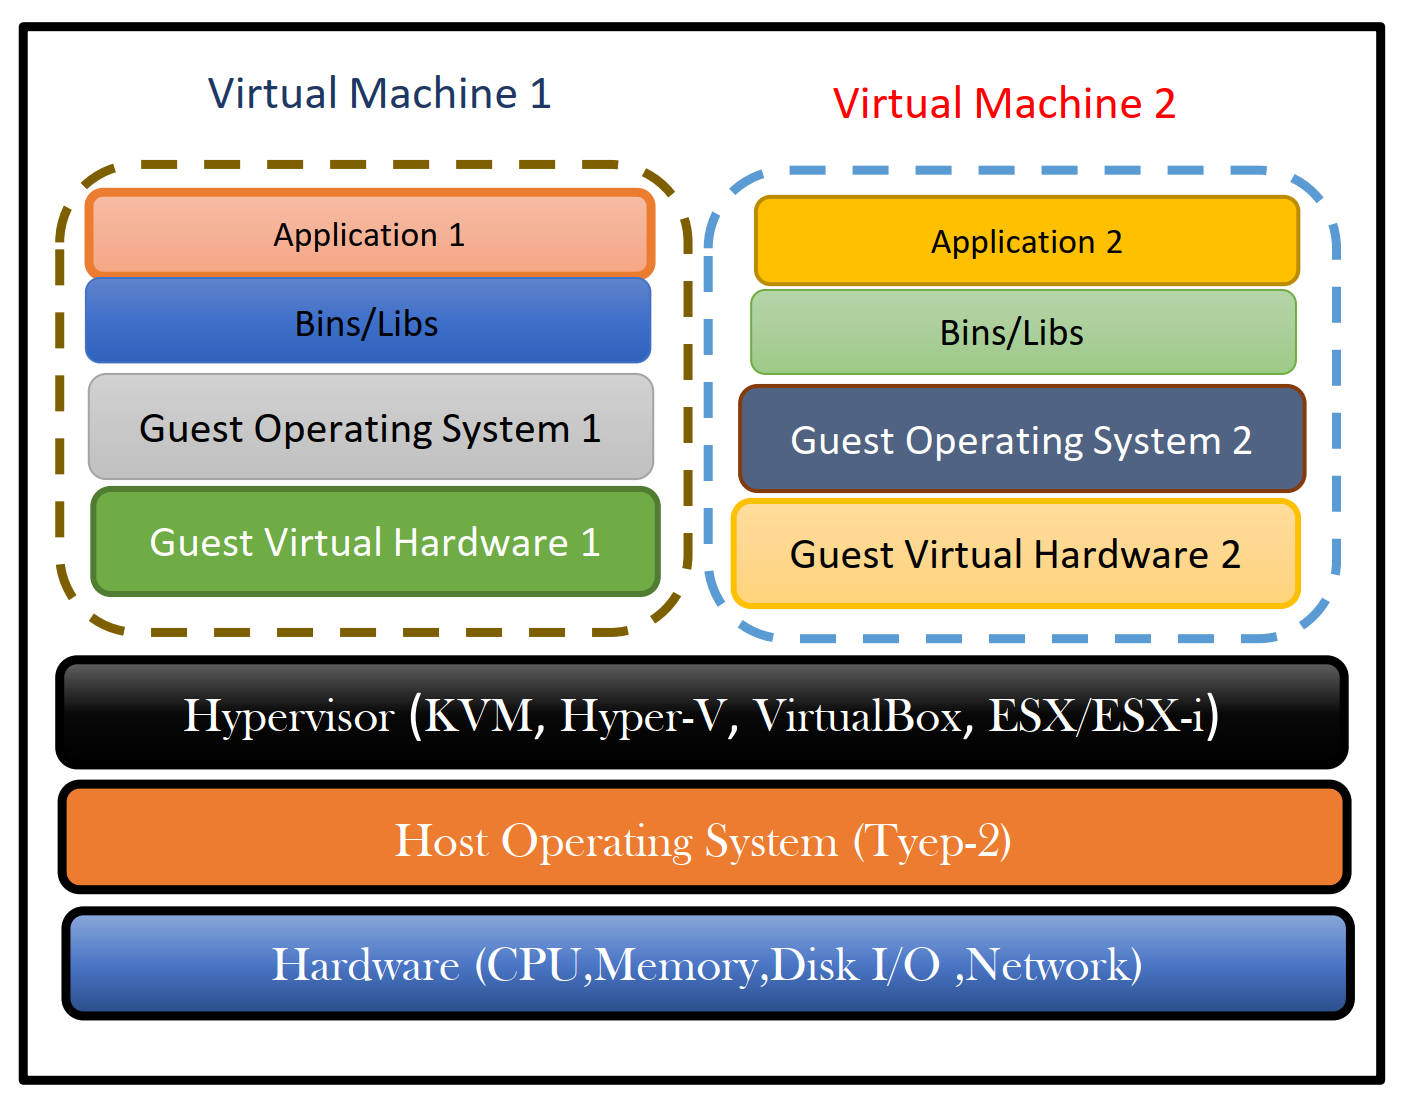 Virtual Machine 1
Application 1
Bins/Libs
Guest Operating System 1
Guest Virtual Hardware 1
Virtual Machine 2
Application 2
Bins/Libs
Guest Operating System 2
Guest Virtual Hardware 2
Hypervisor (KVM, Hyper-V, VirtualBox, ESX/ESX-i)
Host Operating System (Tyep-2)
Hardware (CPU,Memory,Disk I/O ,Network)